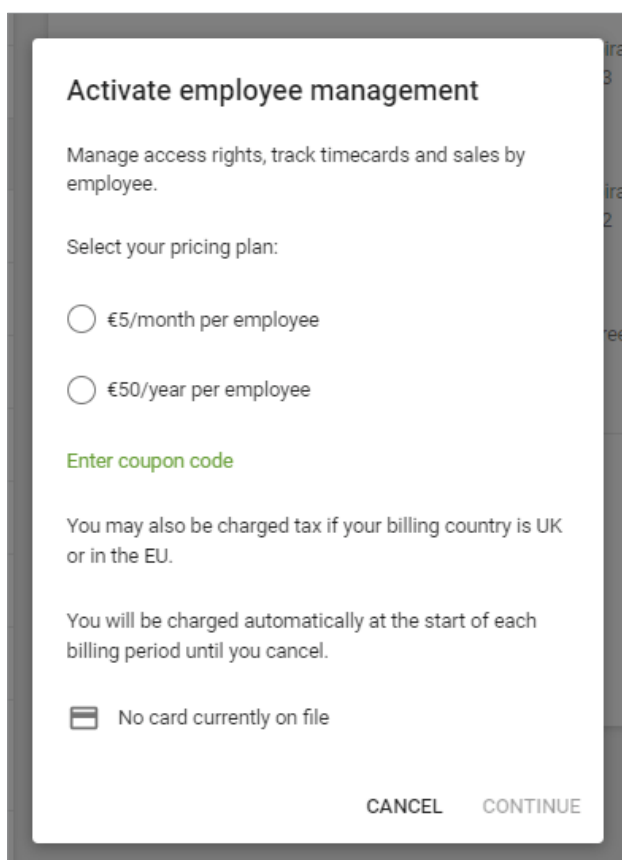 Activate employee management
Manage access rights, track timecards and sales by
employee.
Select your pricing plan:
€5/month per employee
€50/year per employee
Enter coupon code
You may also be charged tax if your billing country is UK
or in the EU.
You will be charged automatically at the start of each
billing period until you cancel.
No card currently on file
CANCEL CONTINUE